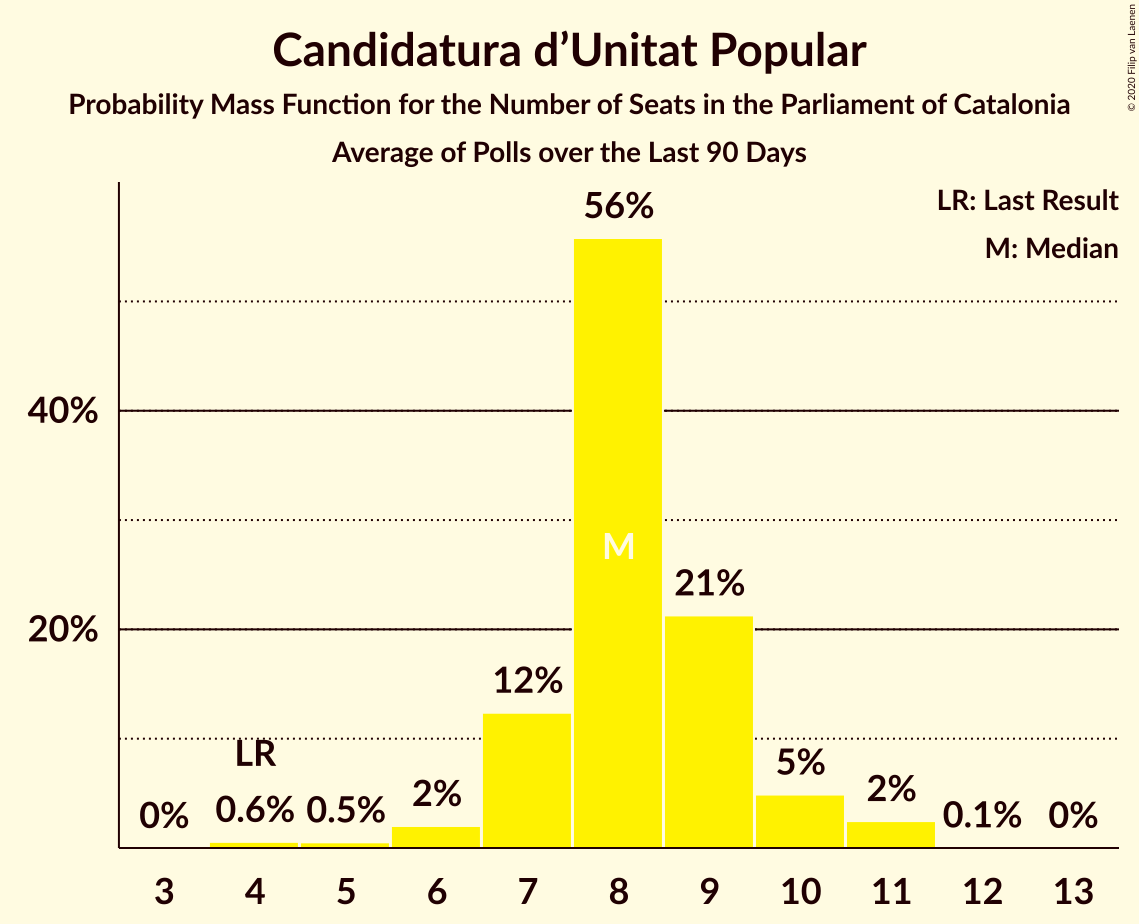 Candidatura d’Unitat Popular
Probability Mass Function for the Number of Seats in the Parliament of Catalonia
Average of Polls over the Last 90 Days
© 2020 Filip van Laenen
LR: Last Result
M: Median
56%
40%
M
21%
20%
12%
LR
5%
2%
2%
0%
0.6%
0.5%
0.1%
0%
3 4 5 6 7 8 9 10 11 12 13